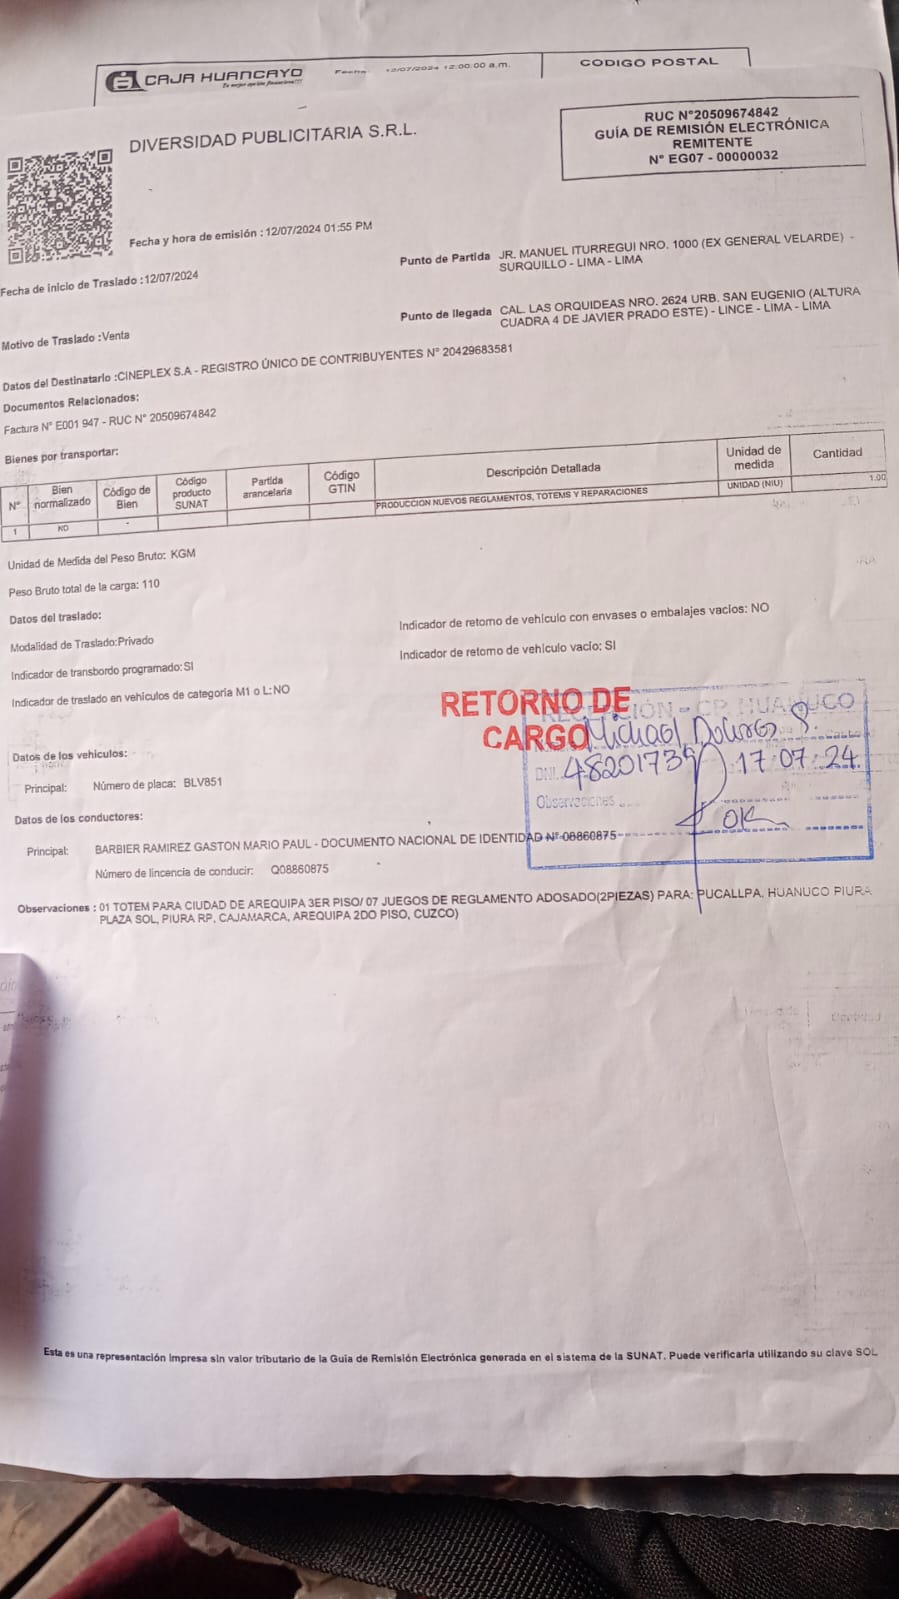 CAJA HUANCAYO
Fecha: 12/07/2024 12:00:00 a.m.
CODIGO POSTAL
DIVERSIDAD PUBLICITARIA S.R.L.
RUC N°20509674842
GUÍA DE REMISIÓN ELECTRÓNICA
REMITENTE
N° EG07 - 00000032
Fecha y hora de emisión : 12/07/2024 01:55 PM
Fecha de inicio de Traslado :12/07/2024
Punto de Partida JR. MANUEL ITURREGUI NRO. 1000 (EX GENERAL VELARDE) -
SURQUILLO - LIMA - LIMA
Motivo de Traslado :Venta
Punto de llegada CAL. LAS ORQUIDEAS NRO. 2624 URB. SAN EUGENIO (ALTURA
CUADRA 4 DE JAVIER PRADO ESTE) - LINCE - LIMA - LIMA
Datos del Destinatario :CINEPLEX S.A - REGISTRO ÚNICO DE CONTRIBUYENTES N° 20429683581
Documentos Relacionados:
Factura N° E001 947 - RUC N° 20509674842
Bienes por transportar:
N° Bien normalizado Código de Bien Código producto SUNAT Partida arancelaria Código GTIN Descripción Detallada Unidad de medida Cantidad
1 NO - PRODUCCION NUEVOS REGLAMENTOS, TOTEMS Y REPARACIONES UNIDAD (NIU) 1.00
Unidad de Medida del Peso Bruto: KGM
Peso Bruto total de la carga: 110
Datos del traslado:
Modalidad de Traslado:Privado
Indicador de retorno de vehículo con envases o embalajes vacíos: NO
Indicador de transbordo programado:SI
Indicador de retorno de vehículo vacío: SI
Indicador de traslado en vehículos de categoría M1 o L:NO
RETORNO DE
CARGO
CP. HUANUCO
Michael Dolores S.
DNI. 48201739 17.07.24.
Observaciones
OK
Datos de los vehiculos:
Principal: Número de placa: BLV851
Datos de los conductores:
Principal: BARBIER RAMIREZ GASTON MARIO PAUL - DOCUMENTO NACIONAL DE IDENTIDAD N° 08860875
Número de lincencia de conducir: Q08860875
Observaciones : 01 TOTEM PARA CIUDAD DE AREQUIPA 3ER PISO/ 07 JUEGOS DE REGLAMENTO ADOSADO(2PIEZAS) PARA: PUCALLPA, HUANUCO PIURA
PLAZA SOL, PIURA RP, CAJAMARCA, AREQUIPA 2DO PISO, CUZCO)
Esta es una representación impresa sin valor tributario de la Guía de Remisión Electrónica generada en el sistema de la SUNAT. Puede verificarla utilizando su clave SOL